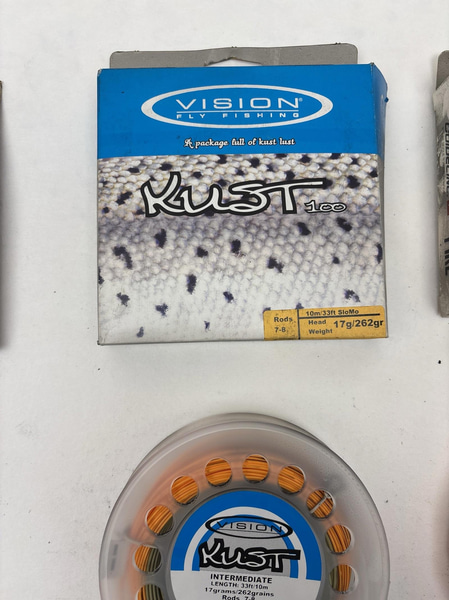 VISION
FLY FISHING
A package full of kust lust
KUST 100
10m/33ft SloMo
Rods
7-8
Head
Weight
17g/262gr
VISION
KUST
INTERMEDIATE
LENGTH: 33ft/10m
17grams/262grains
Rods 7-8